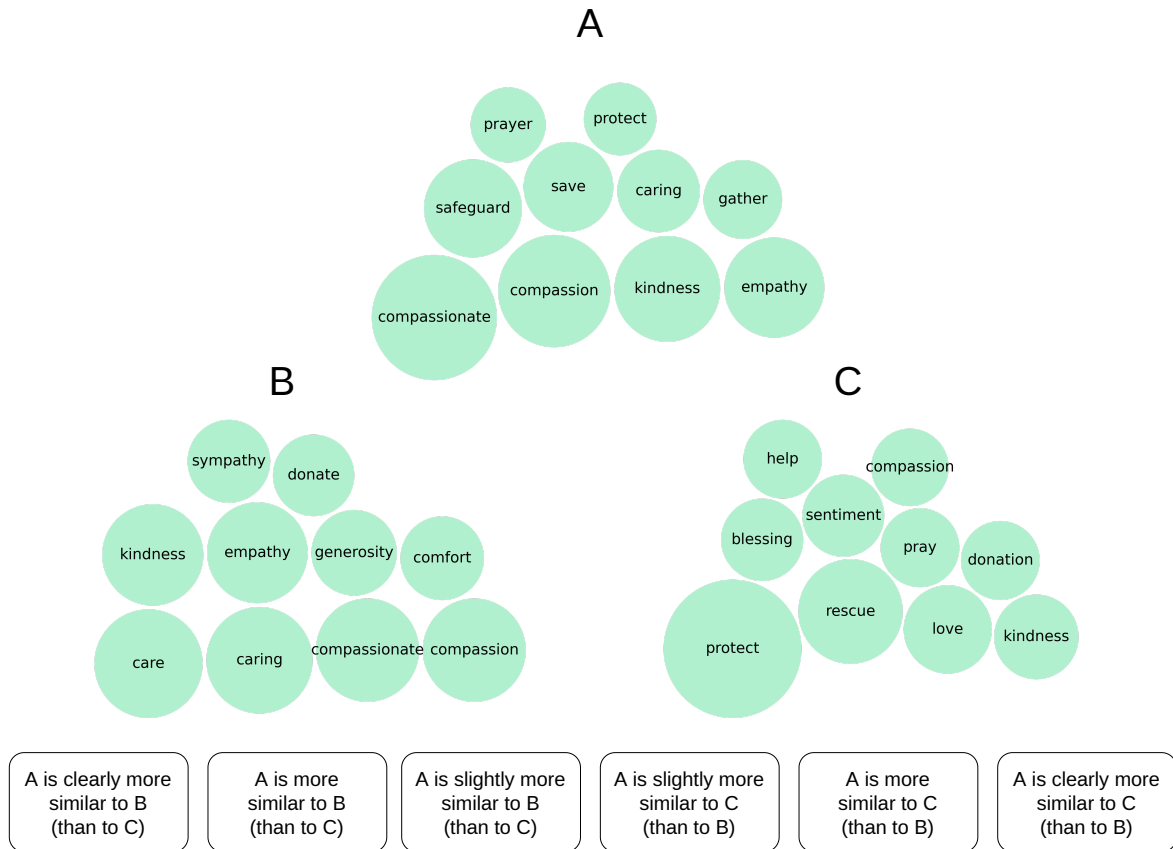 A
prayer
protect
save
caring
gather
safeguard
compassionate
compassion
kindness
empathy
B
sympathy
donate
kindness
empathy
generosity
comfort
care
caring
compassionate
compassion
C
help
compassion
sentiment
blessing
pray
donation
protect
rescue
love
kindness
A is clearly more
similar to B
(than to C)
A is more
similar to B
(than to C)
A is slightly more
similar to B
(than to C)
A is slightly more
similar to C
(than to B)
A is more
similar to C
(than to B)
A is clearly more
similar to C
(than to B)